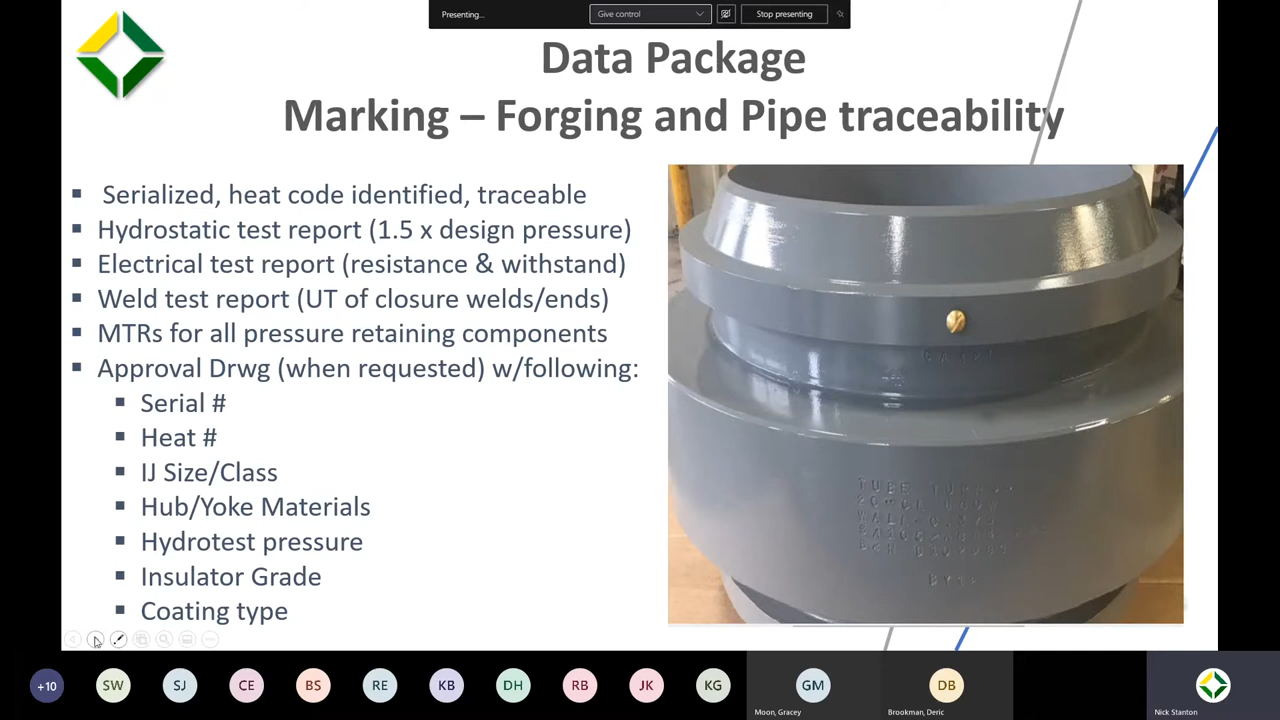 Presenting...
Give control
Stop presenting
Data Package
Marking – Forging and Pipe traceability
▪ Serialized, heat code identified, traceable
▪ Hydrostatic test report (1.5 x design pressure)
▪ Electrical test report (resistance & withstand)
▪ Weld test report (UT of closure welds/ends)
▪ MTRs for all pressure retaining components
▪ Approval Drwg (when requested) w/following:
▪ Serial #
▪ Heat #
▪ IJ Size/Class
▪ Hub/Yoke Materials
▪ Hydrotest pressure
▪ Insulator Grade
▪ Coating type
TUBE
+10
SW
SJ
CE
BS
RE
KB
DH
RB
JK
KG
GM
DB
Moon, Gracey
Brookman, Deric
Nick Stanton